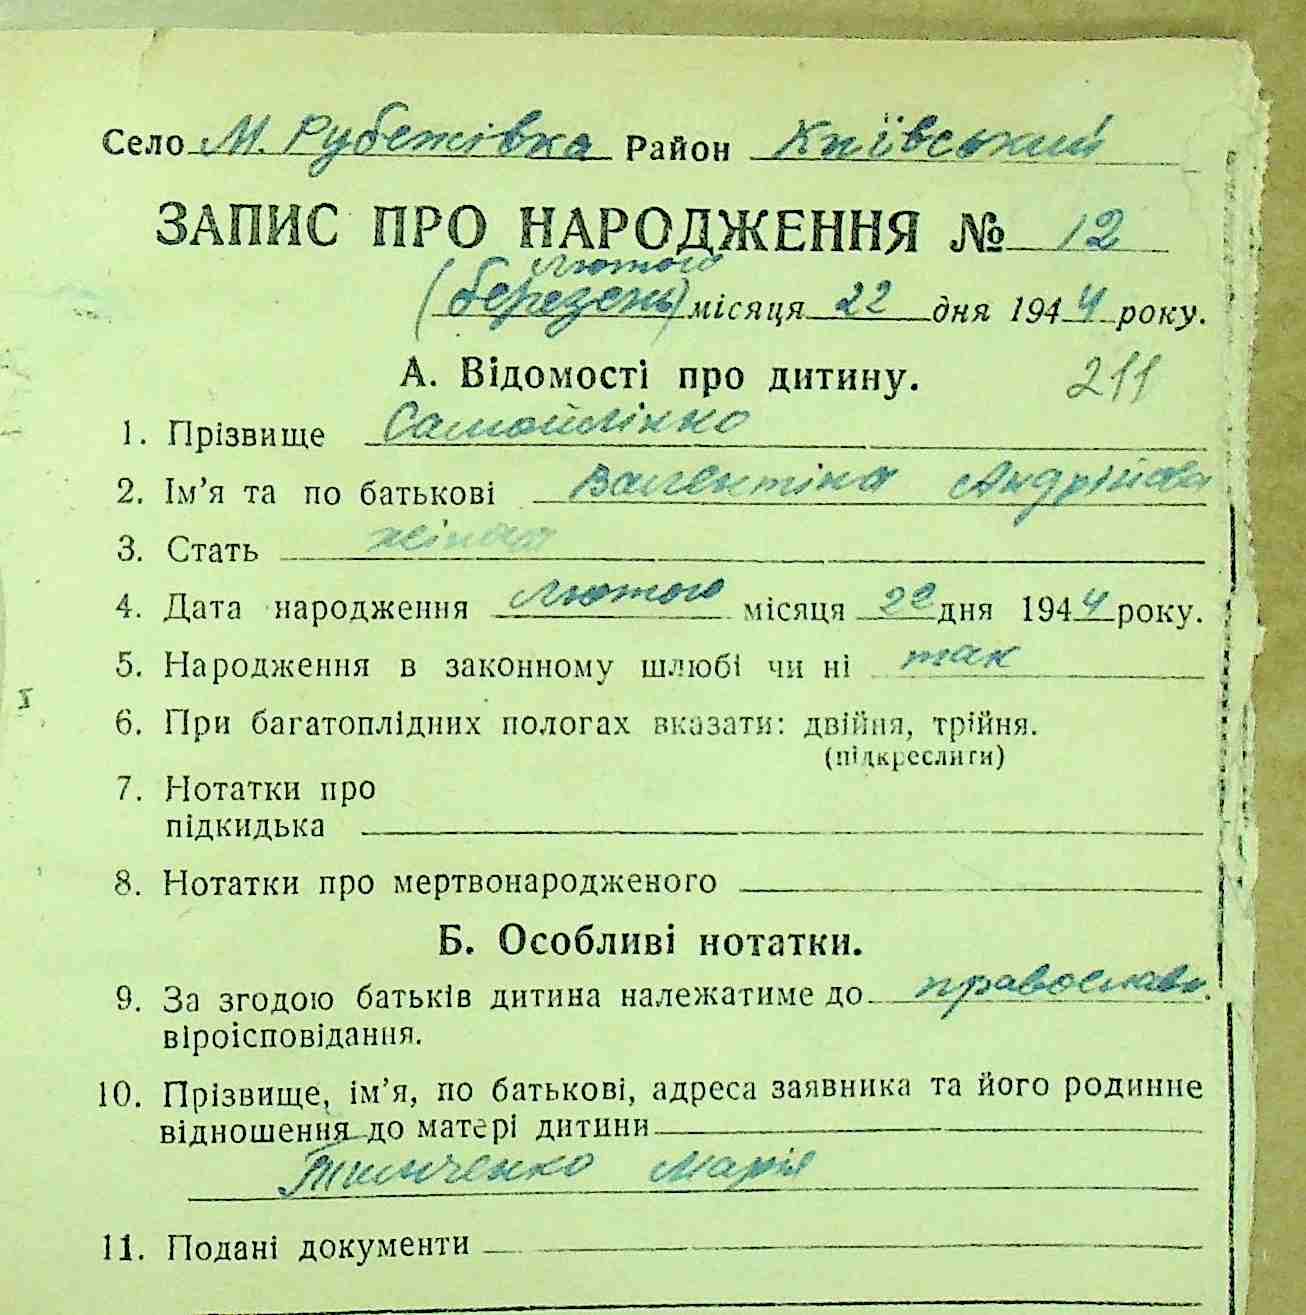 Село М. Рубежівка Район Київський
ЗАПИС ПРО НАРОДЖЕННЯ № 12
лютого
(березень) місяця 22 дня 1944 року.
А. Відомості про дитину. 211
1. Прізвище Самойлінко
2. Ім’я та по батькові Валентіна Андрійова
3. Стать жіноча
4. Дата народження лютого місяця 22 дня 1944 року.
5. Народження в законному шлюбі чи ні так
6. При багатоплідних пологах вказати: двійня, трійня.
(підкреслити)
7. Нотатки про
підкидька
8. Нотатки про мертвонародженого
Б. Особливі нотатки.
9. За згодою батьків дитина належатиме до православн.
віроісповідання.
10. Прізвище, ім’я, по батькові, адреса заявника та його родинне
відношення до матері дитини
Тимченко Марія
11. Подані документи